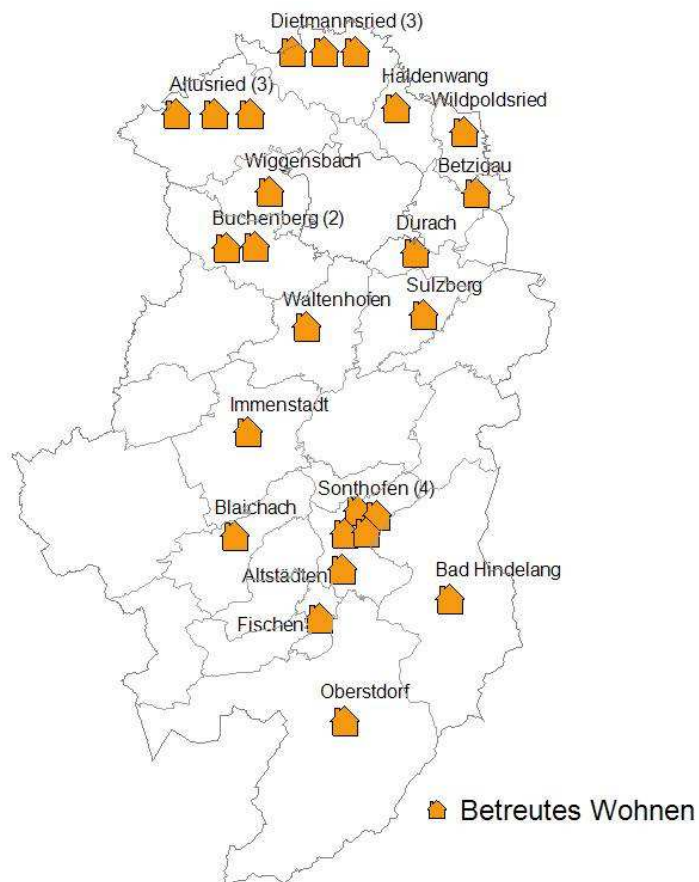 Dietmannsried (3)
Haldenwang
Altusried (3)
Wildpoldsried
Wiggensbach
Betzigau
Buchenberg (2)
Durach
Sulzberg
Waltenhofen
Immenstadt
Sonthofen (4)
Blaichach
Altstädten
Bad Hindelang
Fischen
Oberstdorf
Betreutes Wohnen